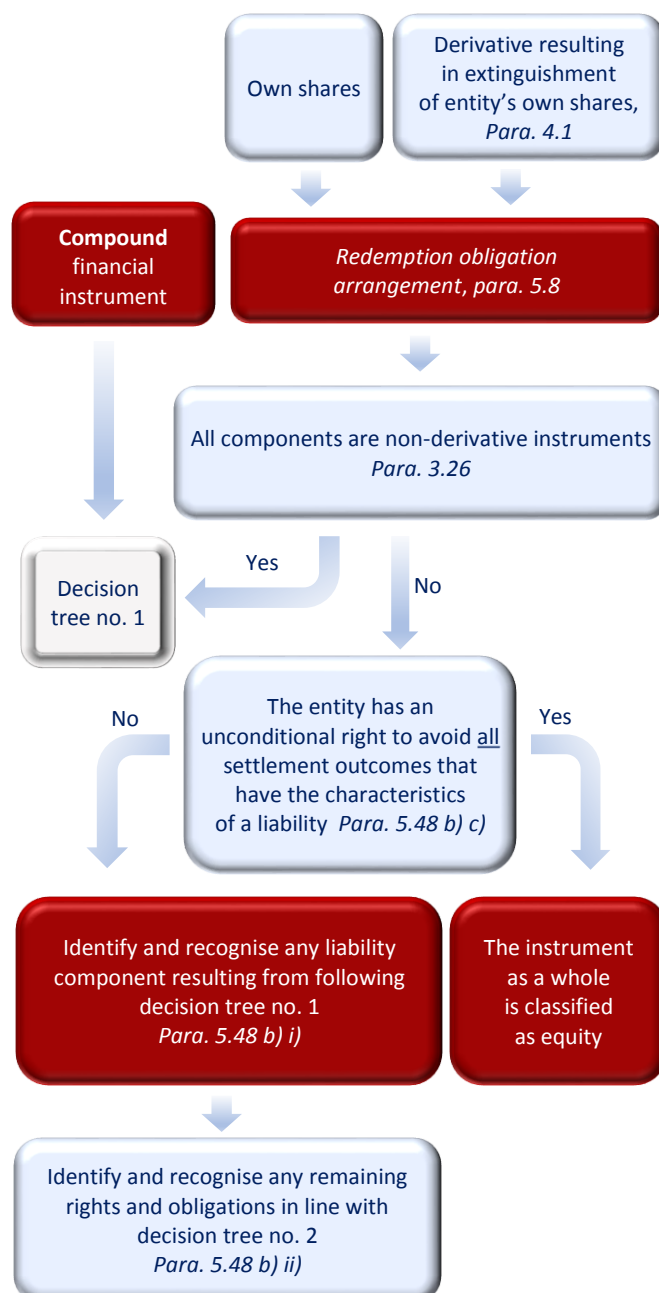 Own shares
Derivative resulting
in extinguishment
of entity’s own shares,
Para. 4.1
Compound
financial
instrument
Redemption obligation
arrangement, para. 5.8
All components are non-derivative instruments
Para. 3.26
Yes
No
Decision
tree no. 1
No
The entity has an
unconditional right to avoid all
settlement outcomes that
have the characteristics
of a liability Para. 5.48 b) c)
Yes
Identify and recognise any liability
component resulting from following
decision tree no. 1
Para. 5.48 b) i)
The instrument
as a whole
is classified
as equity
Identify and recognise any remaining
rights and obligations in line with
decision tree no. 2
Para. 5.48 b) ii)